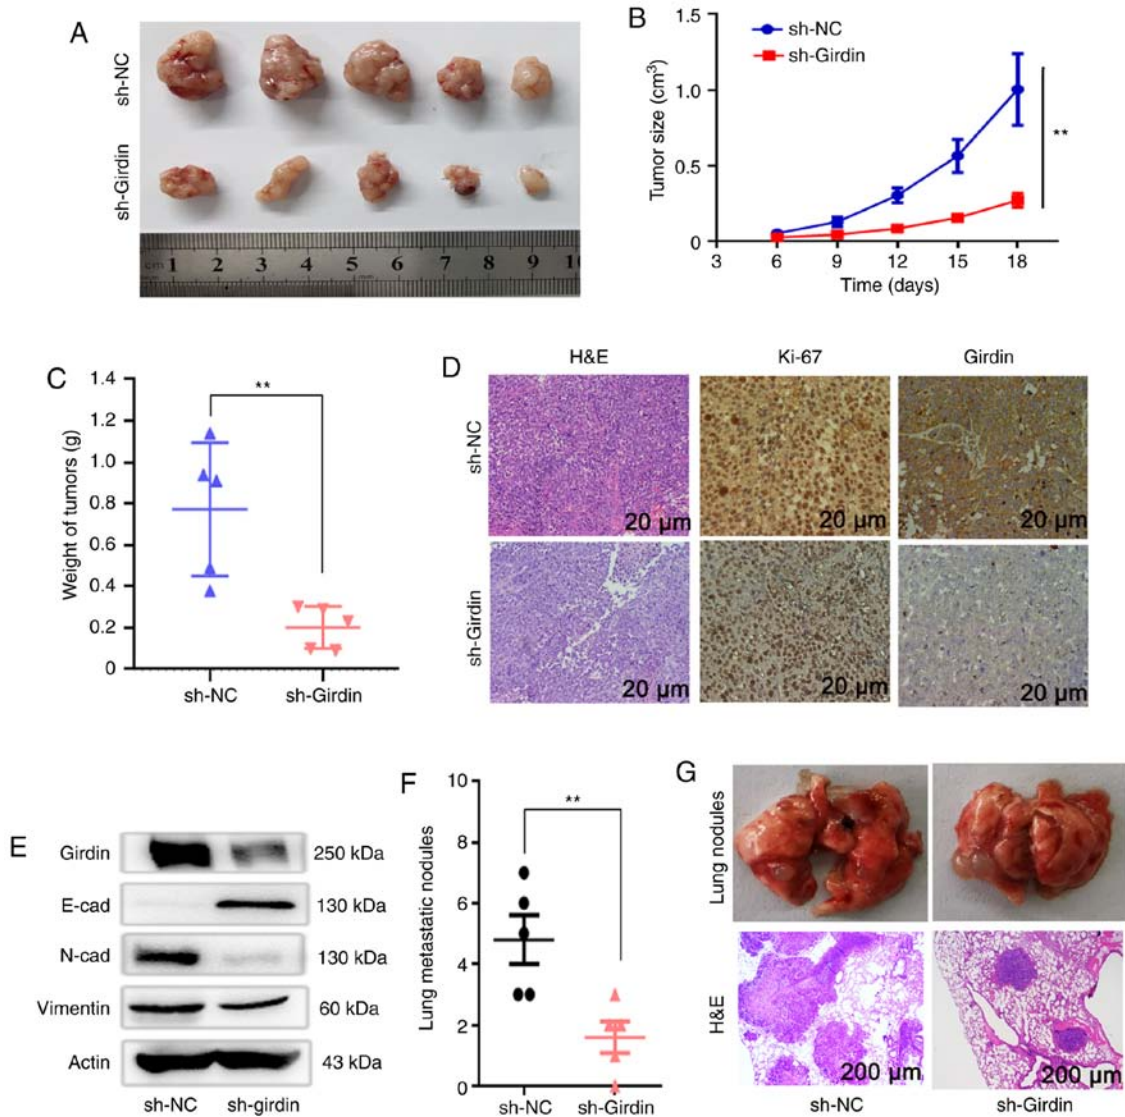 A
sh-NC
sh-Girdin
cm 1 2 3 4 5 6 7 8 9
B
sh-NC
sh-Girdin
Tumor size (cm³)
1.5
1.0
0.5
0
3 6 9 12 15 18
Time (days)
**
C
Weight of tumors (g)
1.4
1.2
1.0
0.8
0.6
0.4
0.2
0
**
sh-NC sh-Girdin
D
H&E Ki-67 Girdin
sh-NC
20 µm 20 µm 20 µm
sh-Girdin
20 µm 20 µm 20 µm
E
Girdin 250 kDa
E-cad 130 kDa
N-cad 130 kDa
Vimentin 60 kDa
Actin 43 kDa
sh-NC sh-girdin
F
Lung metastatic nodules
10
8
6
4
2
0
**
sh-NC sh-Girdin
G
Lung nodes
H&E
200 µm 200 µm
sh-NC sh-Girdin